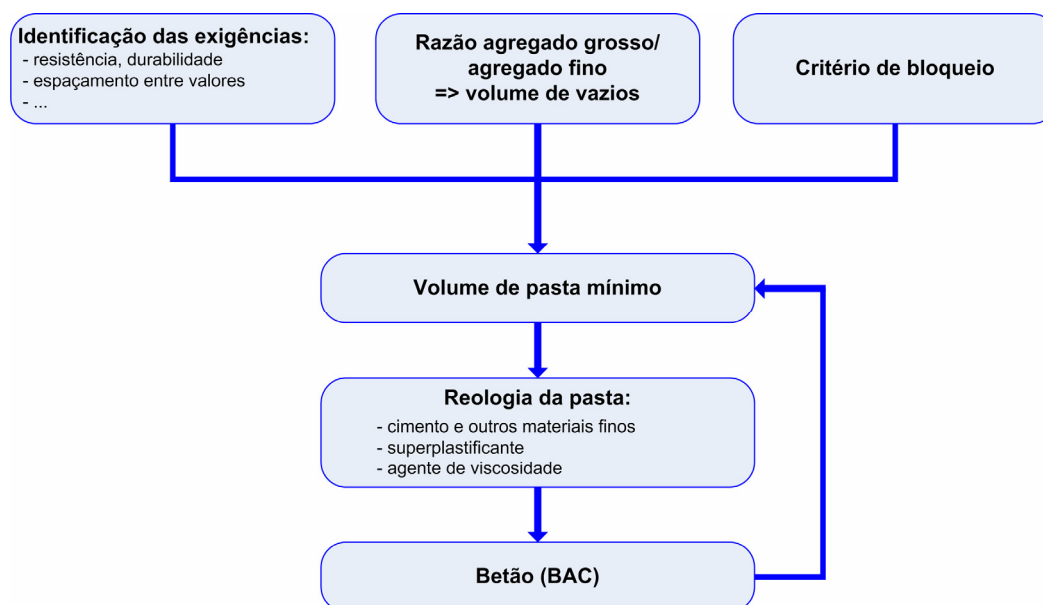 Identificação das exigências:
- resistência, durabilidade
- espaçamento entre valores
- ...
Razão agregado grosso/
agregado fino
=> volume de vazios
Critério de bloqueio
Volume de pasta mínimo
Reologia da pasta:
- cimento e outros materiais finos
- superplastificante
- agente de viscosidade
Betão (BAC)